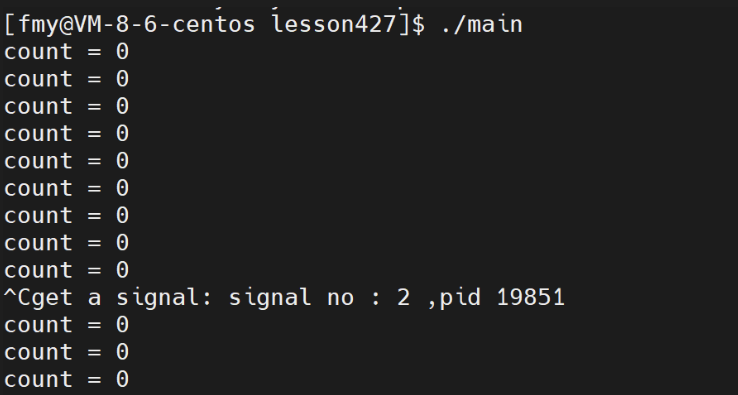 [fmy@VM-8-6-centos lesson427]$ ./main
count = 0
count = 0
count = 0
count = 0
count = 0
count = 0
count = 0
count = 0
count = 0
^Cget a signal: signal no : 2 ,pid 19851
count = 0
count = 0
count = 0